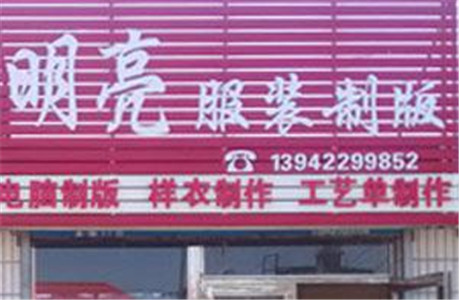 明亮 服装制版
☎ 13942299852
电脑制版 样衣制作 工艺单制作